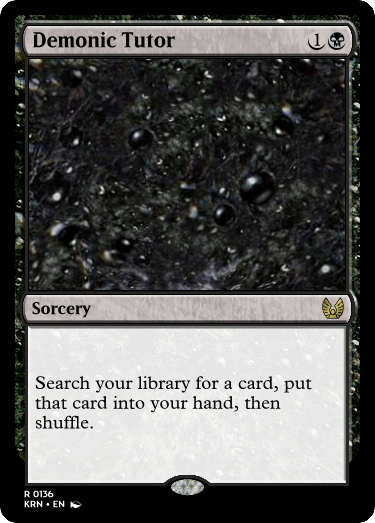 Demonic Tutor 1
Sorcery
Search your library for a card, put
that card into your hand, then
shuffle.
R 0136
KRN • EN